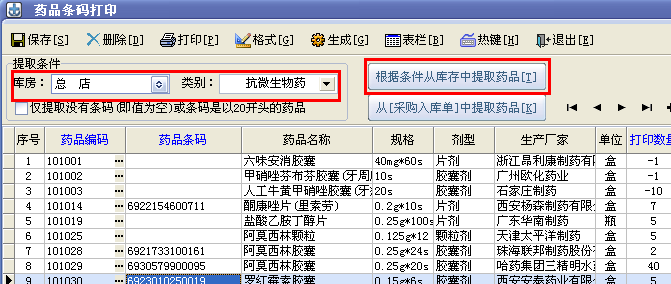 药品条码打印
保存[S] 删除[D] 打印[P] 格式[G] 生成[G] 表栏[B] 热键[H] 退出[E]
提取条件
库房: 总 店 类别: 抗微生物药 根据条件从库存中提取药品[T]
仅提取没有条码(即值为空)或条码是以20开头的药品 从[采购入库单]中提取药品[K]
序号 药品编码 药品条码 药品名称 规格 剂型 生产厂家 单位 打印数量
1 101001 六味安消胶囊 40mg*60s 片剂 浙江昂利康制药有 盒 -1
2 101002 甲硝唑芬布芬胶囊(牙周 10s 胶囊剂 广州欧化药业 盒 -1
3 101003 人工牛黄甲硝唑胶囊(牙 20s 胶囊剂 石家庄制药 盒 -10
4 101014 6922154600711 酮康唑片(里素劳) 0.2g*10s 片剂 西安杨森制药有限 盒 7
5 101019 盐酸乙胺丁醇片 0.25g*100s 片剂 广东华南制药 瓶 5
6 101025 阿莫西林颗粒 0.125g*12 颗粒剂 天津太平洋制药 盒 5
7 101028 6921733100161 阿莫西林胶囊 0.25g*24s 胶囊剂 珠海联邦制药股份 盒 2
8 101029 6930579900095 阿莫西林胶囊 0.25g*20s 胶囊剂 哈药集团三精明水 盒 40
9 101030 6923010250019 罗红霉素胶囊 0.15g*6s 胶囊剂 西安安泰药业有限 盒 5